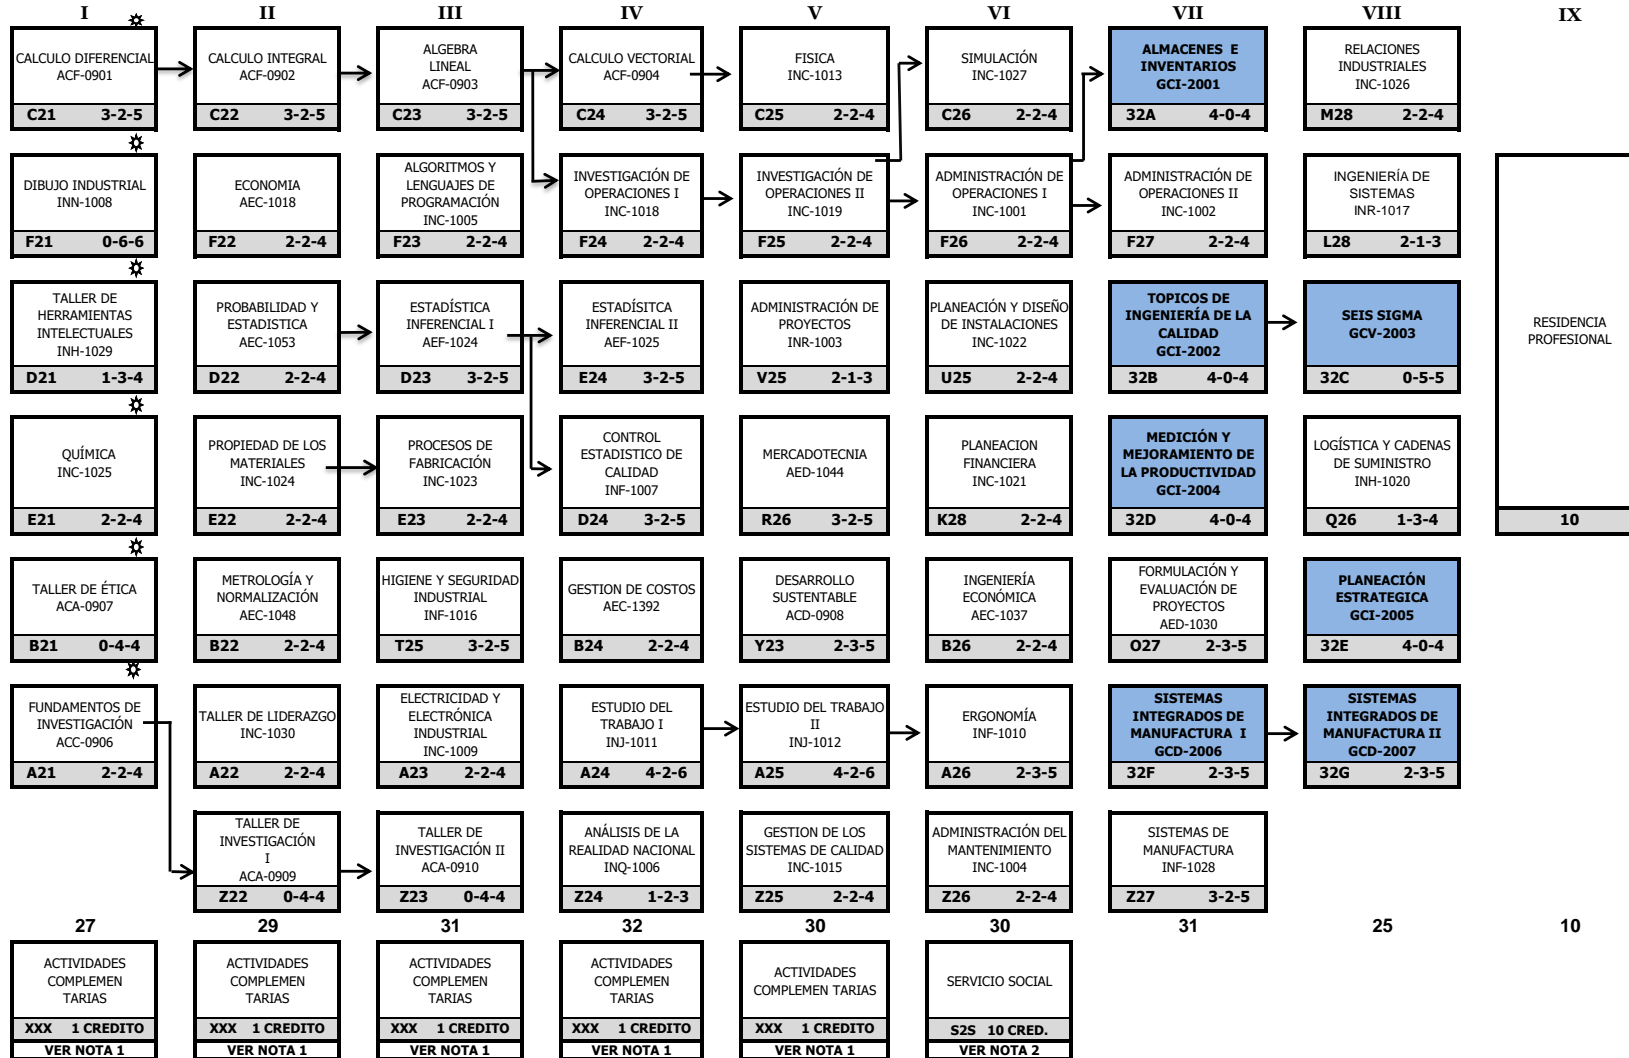 I II III IV V VI VII VIII IX
CALCULO DIFERENCIAL
ACF-0901
C21 3-2-5
CALCULO INTEGRAL
ACF-0902
C22 3-2-5
ALGEBRA
LINEAL
ACF-0903
C23 3-2-5
CALCULO VECTORIAL
ACF-0904
C24 3-2-5
FISICA
INC-1013
C25 2-2-4
SIMULACIÓN
INC-1027
C26 2-2-4
ALMACENES E
INVENTARIOS
GCI-2001
32A 4-0-4
RELACIONES
INDUSTRIALES
INC-1026
M28 2-2-4
DIBUJO INDUSTRIAL
INN-1008
F21 0-6-6
ECONOMIA
AEC-1018
F22 2-2-4
ALGORITMOS Y
LENGUAJES DE
PROGRAMACIÓN
INC-1005
F23 2-2-4
INVESTIGACIÓN DE
OPERACIONES I
INC-1018
F24 2-2-4
INVESTIGACIÓN DE
OPERACIONES II
INC-1019
F25 2-2-4
ADMINISTRACIÓN DE
OPERACIONES I
INC-1001
F26 2-2-4
ADMINISTRACIÓN DE
OPERACIONES II
INC-1002
F27 2-2-4
INGENIERÍA DE
SISTEMAS
INR-1017
L28 2-1-3
TALLER DE
HERRAMIENTAS
INTELECTUALES
INH-1029
D21 1-3-4
PROBABILIDAD Y
ESTADISTICA
AEC-1053
D22 2-2-4
ESTADÍSTICA
INFERENCIAL I
AEF-1024
D23 3-2-5
ESTADÍSITCA
INFERENCIAL II
AEF-1025
E24 3-2-5
ADMINISTRACIÓN DE
PROYECTOS
INR-1003
V25 2-1-3
PLANEACIÓN Y DISEÑO
DE INSTALACIONES
INC-1022
U25 2-2-4
TOPICOS DE
INGENIERÍA DE LA
CALIDAD
GCI-2002
32B 4-0-4
SEIS SIGMA
GCV-2003
32C 0-5-5
RESIDENCIA
PROFESIONAL
10
QUÍMICA
INC-1025
E21 2-2-4
PROPIEDAD DE LOS
MATERIALES
INC-1024
E22 2-2-4
PROCESOS DE
FABRICACIÓN
INC-1023
E23 2-2-4
CONTROL
ESTADISTICO DE
CALIDAD
INF-1007
D24 3-2-5
MERCADOTECNIA
AED-1044
R26 3-2-5
PLANEACION
FINANCIERA
INC-1021
K28 2-2-4
MEDICIÓN Y
MEJORAMIENTO DE
LA PRODUCTIVIDAD
GCI-2004
32D 4-0-4
LOGÍSTICA Y CADENAS
DE SUMINISTRO
INH-1020
Q26 1-3-4
TALLER DE ÉTICA
ACA-0907
B21 0-4-4
METROLOGÍA Y
NORMALIZACIÓN
AEC-1048
B22 2-2-4
HIGIENE Y SEGURIDAD
INDUSTRIAL
INF-1016
T25 3-2-5
GESTION DE COSTOS
AEC-1392
B24 2-2-4
DESARROLLO
SUSTENTABLE
ACD-0908
Y23 2-3-5
INGENIERÍA
ECONÓMICA
AEC-1037
B26 2-2-4
FORMULACIÓN Y
EVALUACIÓN DE
PROYECTOS
AED-1030
O27 2-3-5
PLANEACIÓN
ESTRATEGICA
GCI-2005
32E 4-0-4
FUNDAMENTOS DE
INVESTIGACIÓN
ACC-0906
A21 2-2-4
TALLER DE LIDERAZGO
INC-1030
A22 2-2-4
ELECTRICIDAD Y
ELECTRÓNICA
INDUSTRIAL
INC-1009
A23 2-2-4
ESTUDIO DEL
TRABAJO I
INJ-1011
A24 4-2-6
ESTUDIO DEL TRABAJO
II
INJ-1012
A25 4-2-6
ERGONOMÍA
INF-1010
A26 2-3-5
SISTEMAS
INTEGRADOS DE
MANUFACTURA I
GCD-2006
32F 2-3-5
SISTEMAS
INTEGRADOS DE
MANUFACTURA II
GCD-2007
32G 2-3-5
TALLER DE
INVESTIGACIÓN
I
ACA-0909
Z22 0-4-4
TALLER DE
INVESTIGACIÓN II
ACA-0910
Z23 0-4-4
ANÁLISIS DE LA
REALIDAD NACIONAL
INQ-1006
Z24 1-2-3
GESTION DE LOS
SISTEMAS DE CALIDAD
INC-1015
Z25 2-2-4
ADMINISTRACIÓN DEL
MANTENIMIENTO
INC-1004
Z26 2-2-4
SISTEMAS DE
MANUFACTURA
INF-1028
Z27 3-2-5
27 29 31 32 30 30 31 25 10
ACTIVIDADES
COMPLEMEN
TARIAS
XXX 1 CREDITO
VER NOTA 1
ACTIVIDADES
COMPLEMEN
TARIAS
XXX 1 CREDITO
VER NOTA 1
ACTIVIDADES
COMPLEMEN
TARIAS
XXX 1 CREDITO
VER NOTA 1
ACTIVIDADES
COMPLEMEN
TARIAS
XXX 1 CREDITO
VER NOTA 1
ACTIVIDADES
COMPLEMEN TARIAS
XXX 1 CREDITO
VER NOTA 1
SERVICIO SOCIAL
S2S 10 CRED.
VER NOTA 2